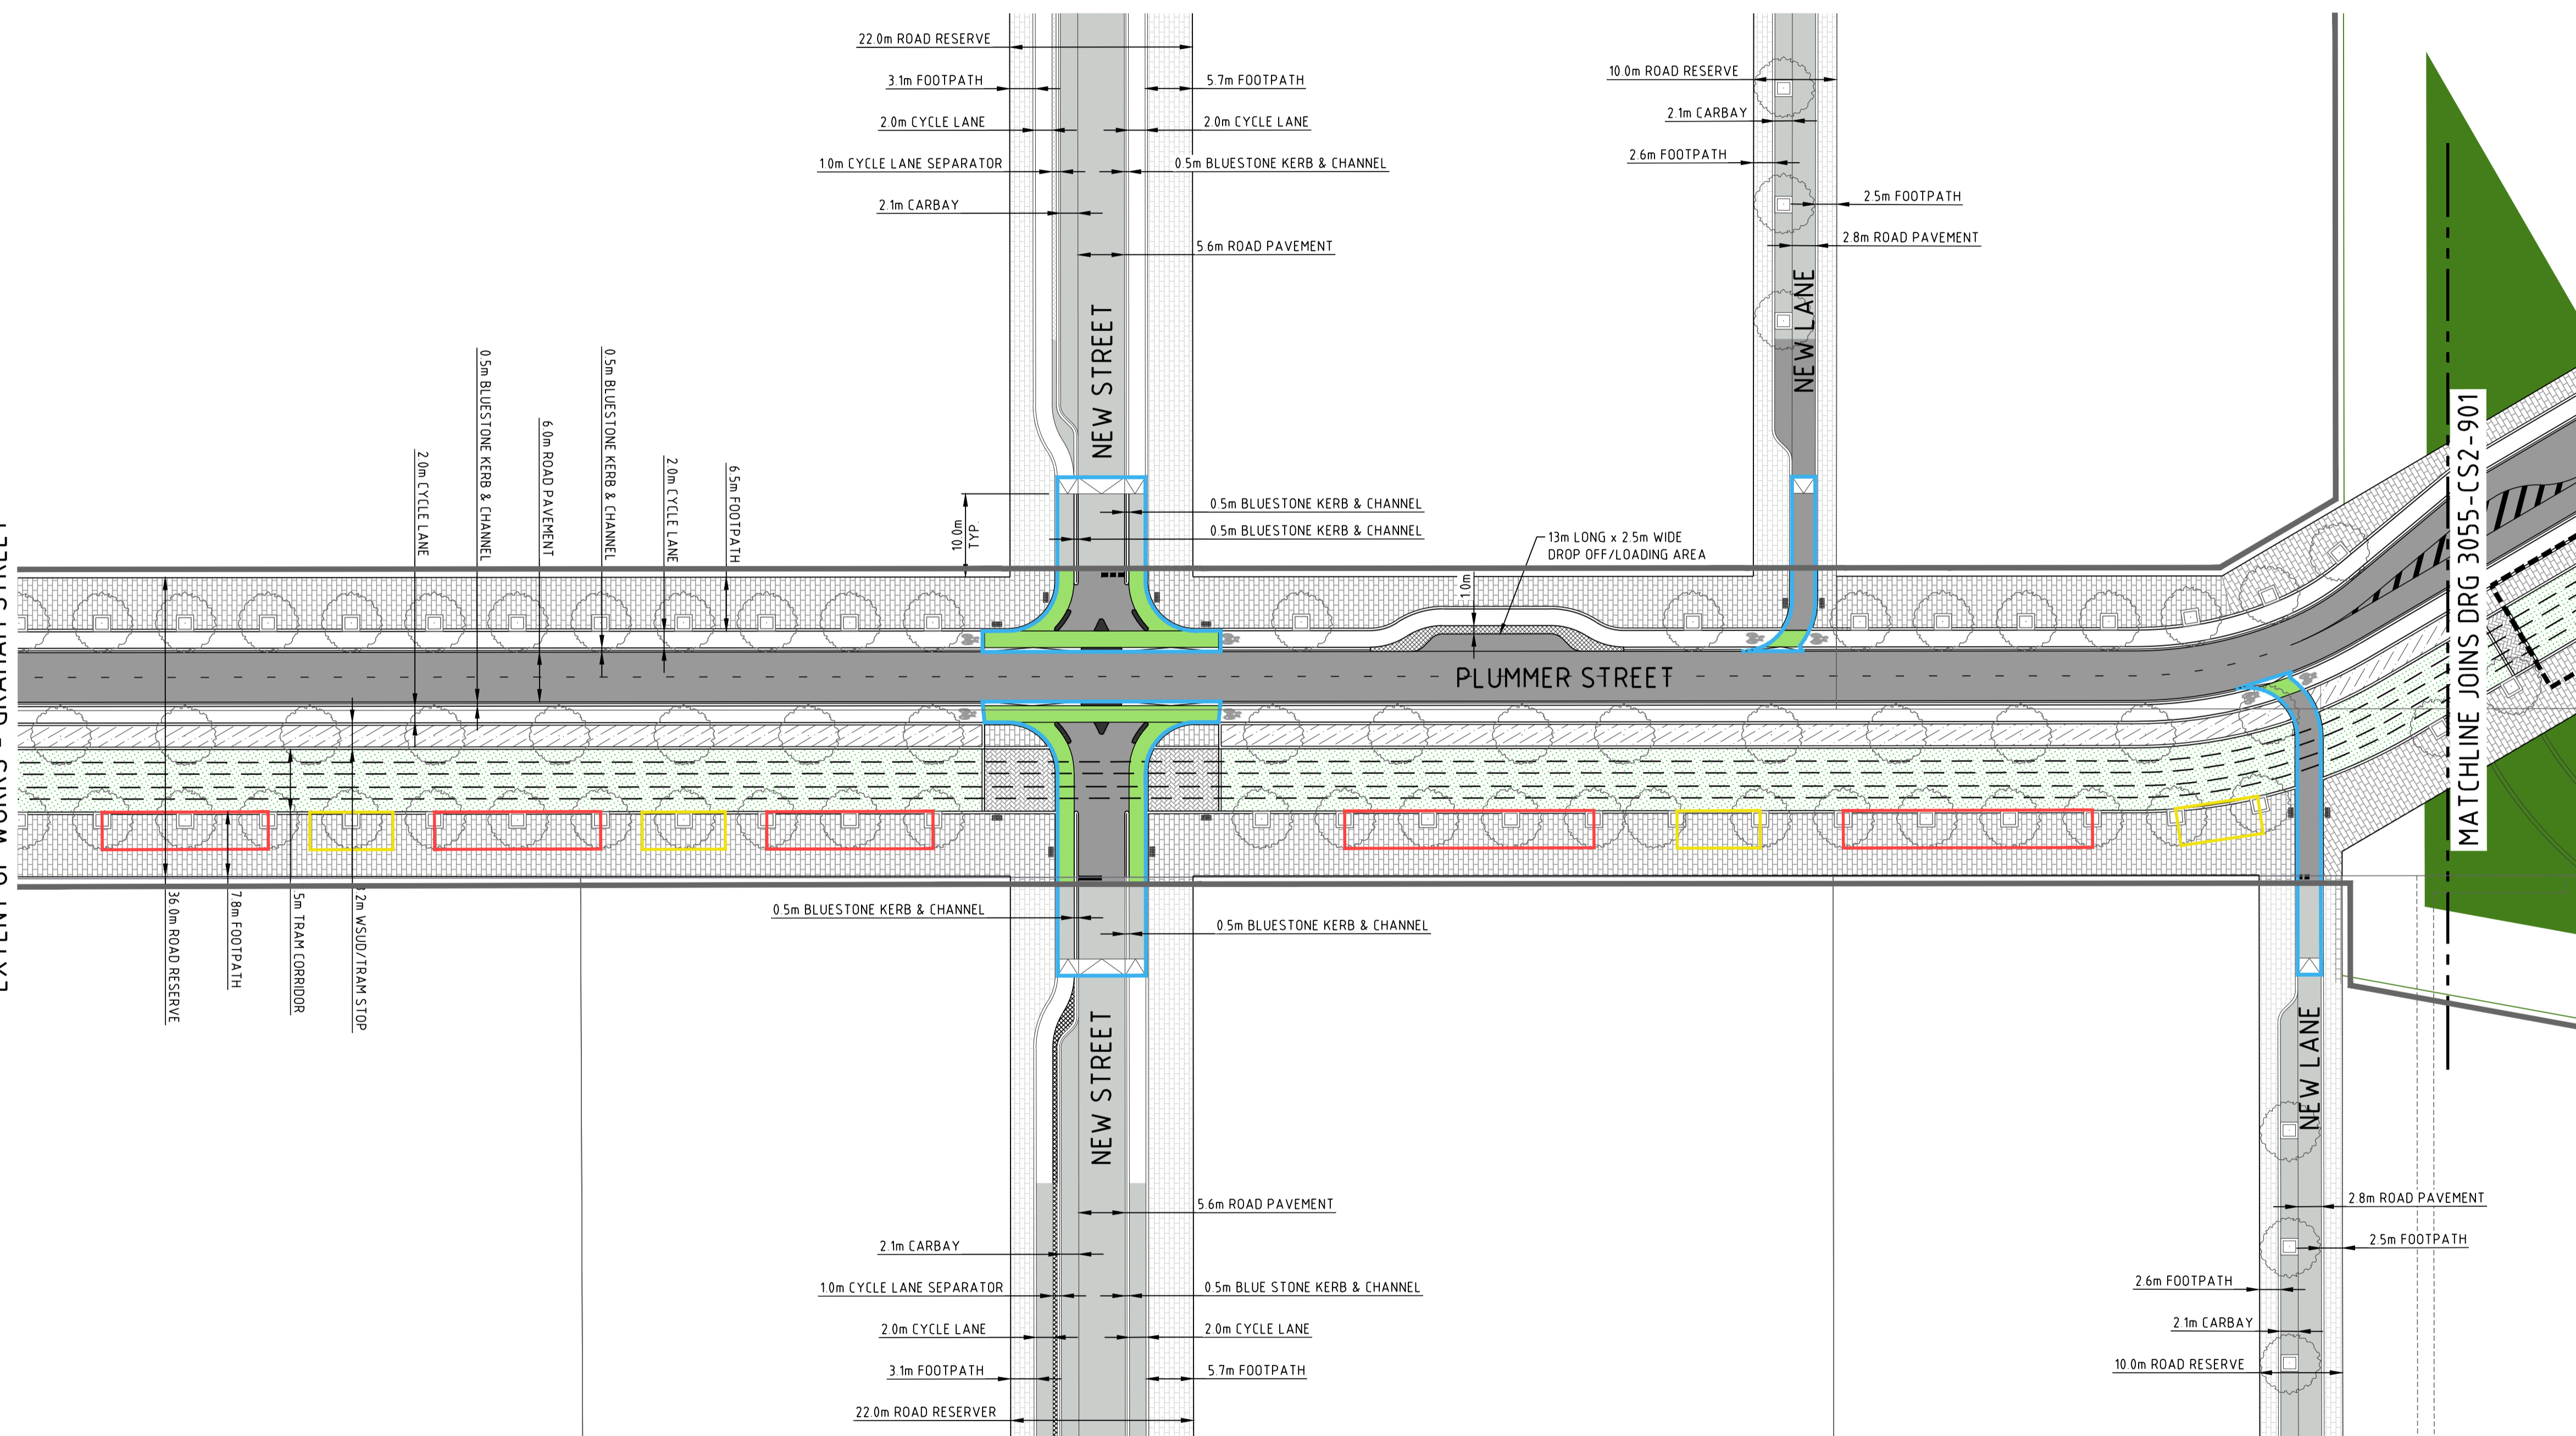 22.0m ROAD RESERVE
3.1m FOOTPATH
5.7m FOOTPATH
2.0m CYCLE LANE
2.0m CYCLE LANE
1.0m CYCLE LANE SEPARATOR
0.5m BLUESTONE KERB & CHANNEL
2.1m CARBAY
5.6m ROAD PAVEMENT
NEW STREET
10.0m ROAD RESERVE
2.1m CARBAY
2.6m FOOTPATH
2.5m FOOTPATH
2.8m ROAD PAVEMENT
NEW LANE
2.0m CYCLE LANE
0.5m BLUESTONE KERB & CHANNEL
6.0m ROAD PAVEMENT
0.5m BLUESTONE KERB & CHANNEL
2.0m CYCLE LANE
6.5m FOOTPATH
10.00m
TYP.
0.5m BLUESTONE KERB & CHANNEL
0.5m BLUESTONE KERB & CHANNEL
13m LONG x 2.5m WIDE
DROP OFF/LOADING AREA
1.0m
PLUMMER STREET
MATCHLINE JOINS DRG 3055-CS2-901
36.0m ROAD RESERVE
7.8m FOOTPATH
.5m TRAM CORRIDOR
2m WSUD/TRAM STOP
0.5m BLUESTONE KERB & CHANNEL
0.5m BLUESTONE KERB & CHANNEL
NEW STREET
5.6m ROAD PAVEMENT
2.1m CARBAY
1.0m CYCLE LANE SEPARATOR
0.5m BLUE STONE KERB & CHANNEL
2.0m CYCLE LANE
2.0m CYCLE LANE
3.1m FOOTPATH
5.7m FOOTPATH
22.0m ROAD RESERVER
NEW LANE
2.8m ROAD PAVEMENT
2.5m FOOTPATH
2.6m FOOTPATH
2.1m CARBAY
10.0m ROAD RESERVE